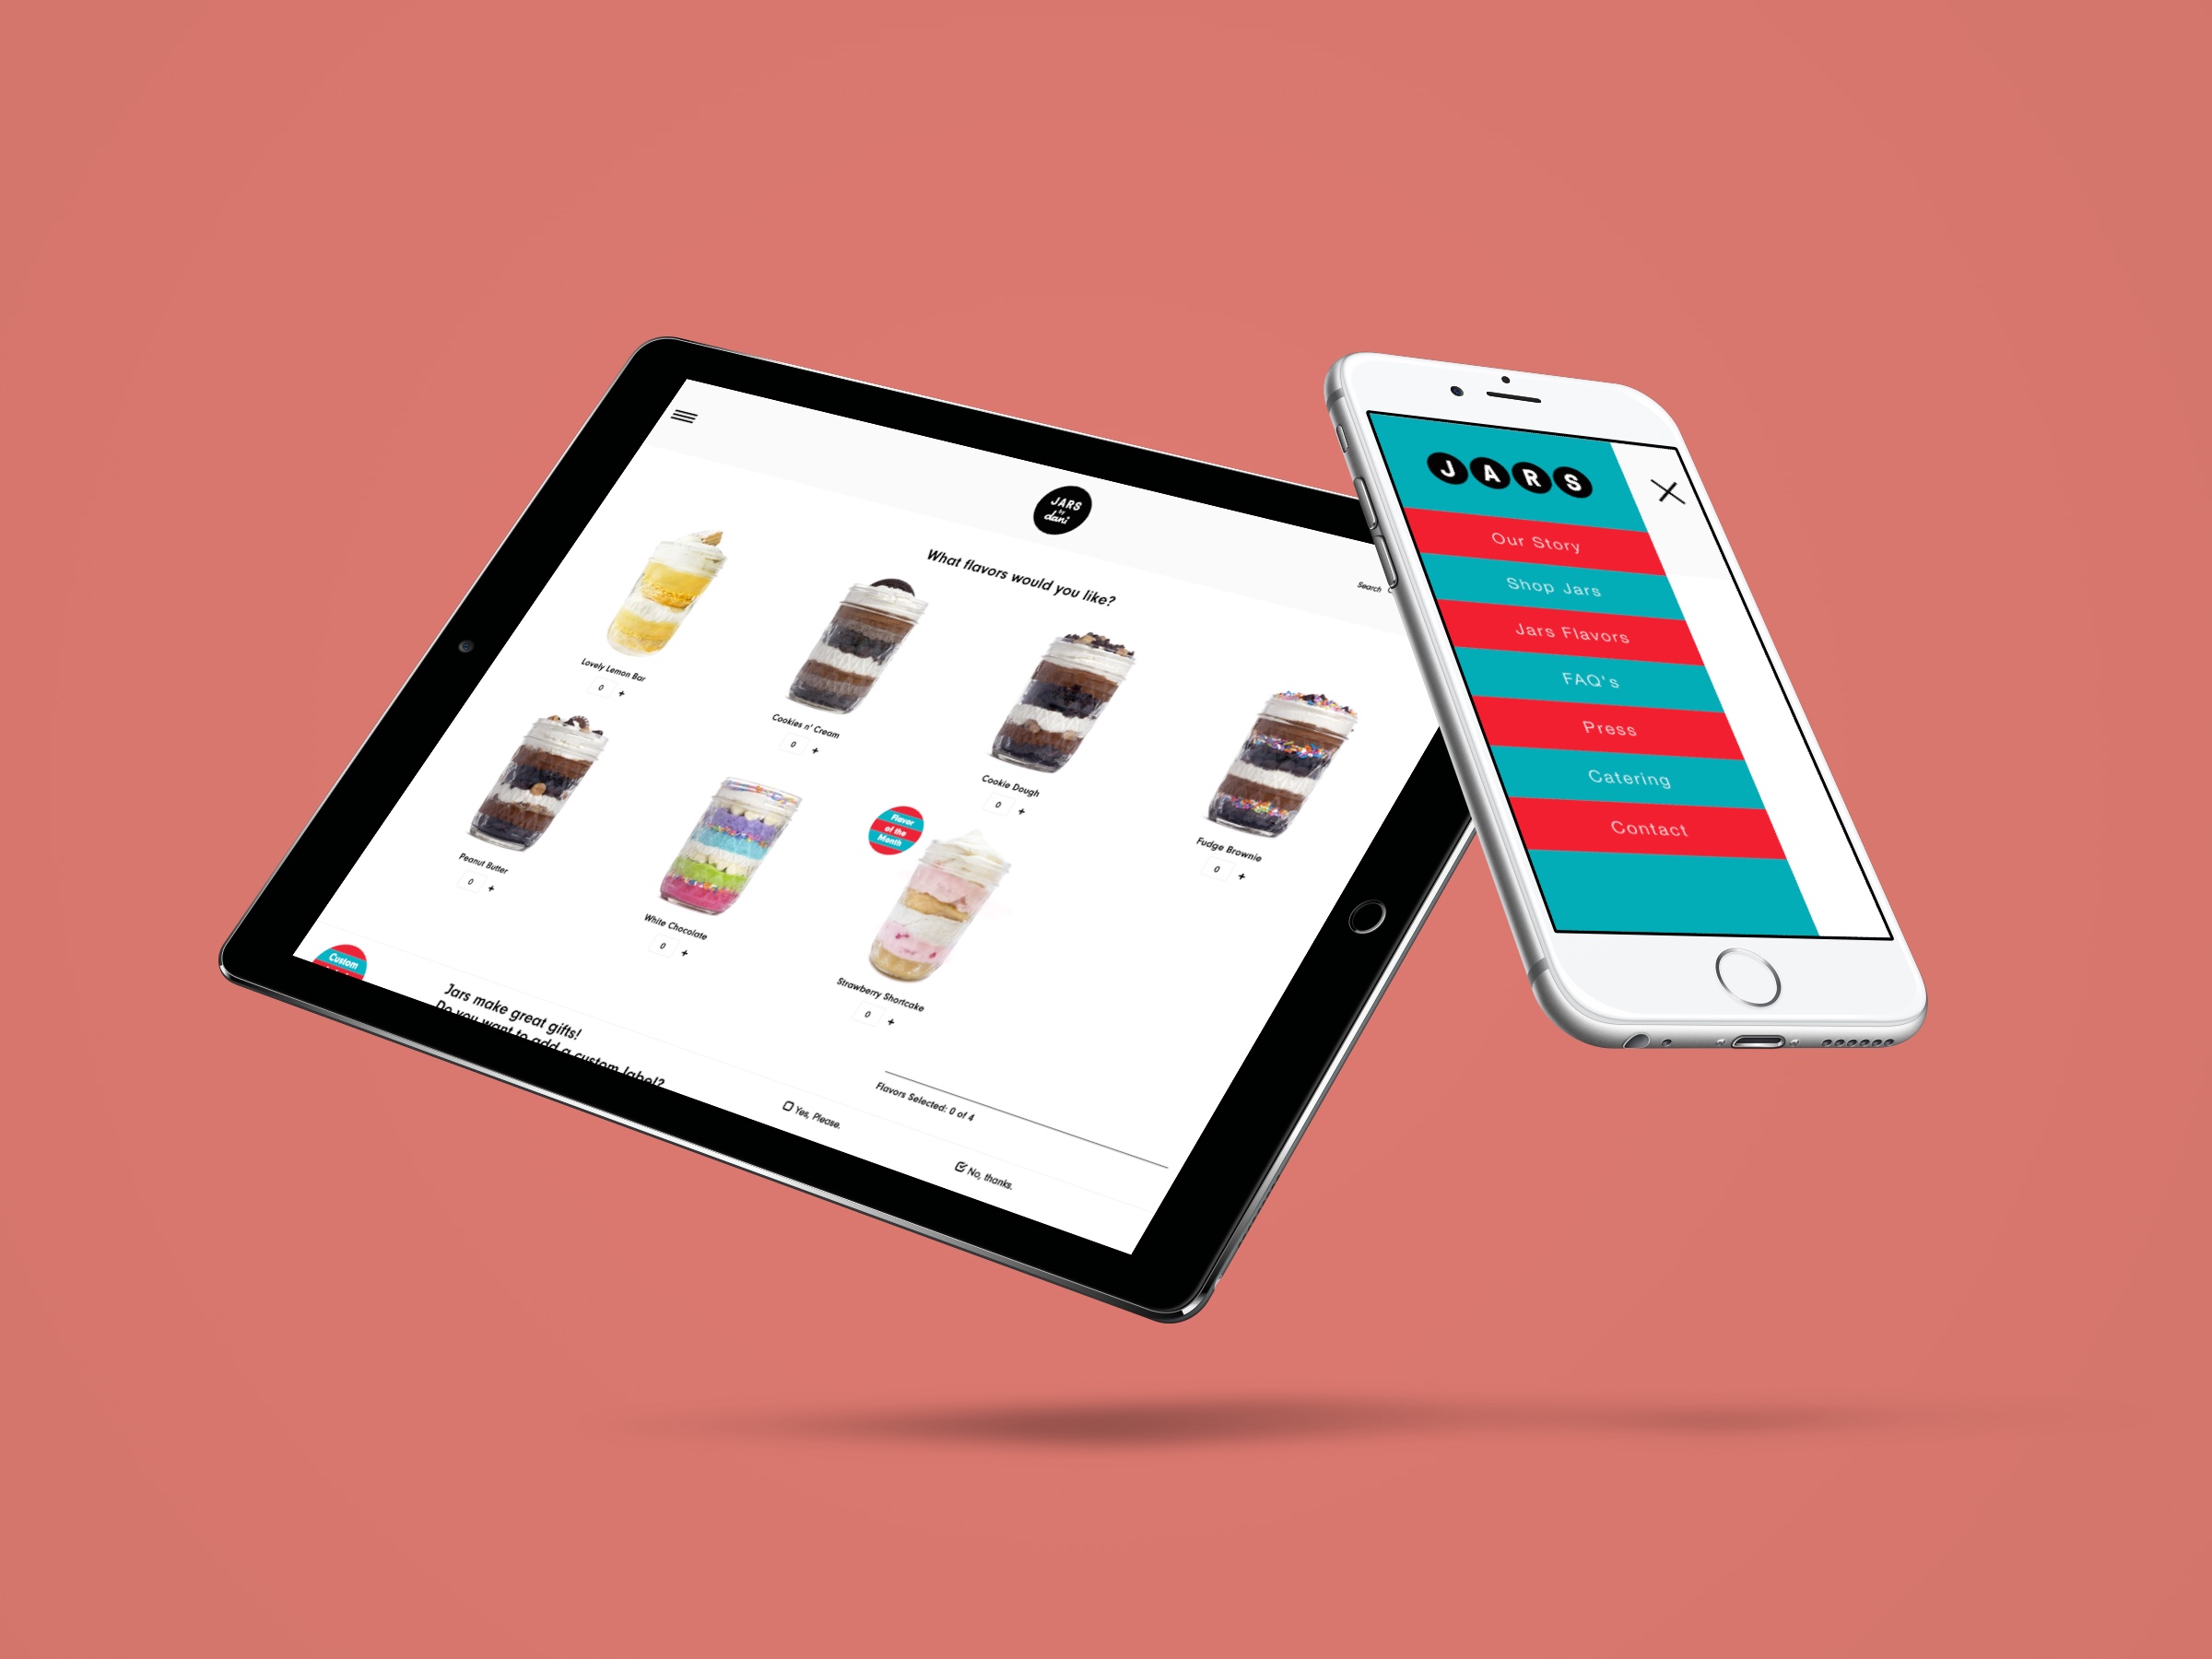 JARS
by
dani
Search
What flavors would you like?
Lovely Lemon Bar
0 +
Cookies n' Cream
0 +
Cookie Dough
0 +
Fudge Brownie
0 +
Peanut Butter
0 +
White Chocolate
0 +
Flavor
of the
Month
Strawberry Shortcake
0 +
Flavors Selected: 0 of 4
Custom
Jars make great gifts!
Do you want to add a custom label?
Yes, Please.
No, thanks.
JARS
Our Story
Shop Jars
Jars Flavors
FAQ's
Press
Catering
Contact